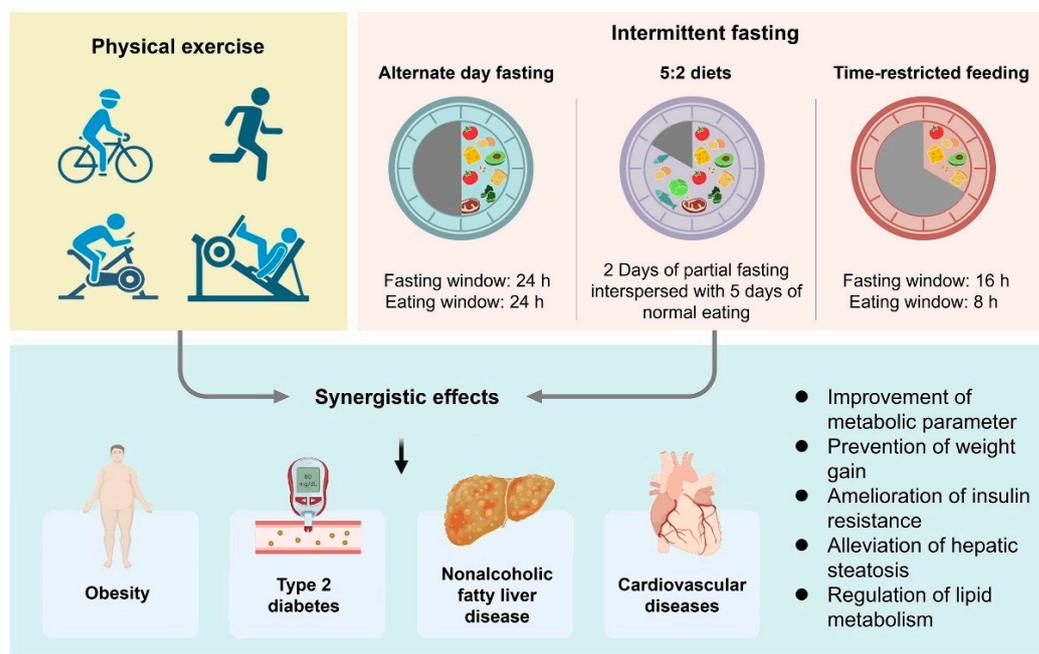 Physical exercise
Intermittent fasting
Alternate day fasting
5:2 diets
Time-restricted feeding
Fasting window: 24 h
Eating window: 24 h
2 Days of partial fasting
interspersed with 5 days of
normal eating
Fasting window: 16 h
Eating window: 8 h
Synergistic effects
80
mg/dL
Obesity
Type 2
diabetes
Nonalcoholic
fatty liver
disease
Cardiovascular
diseases
● Improvement of
metabolic parameter
● Prevention of weight
gain
● Amelioration of insulin
resistance
● Alleviation of hepatic
steatosis
● Regulation of lipid
metabolism